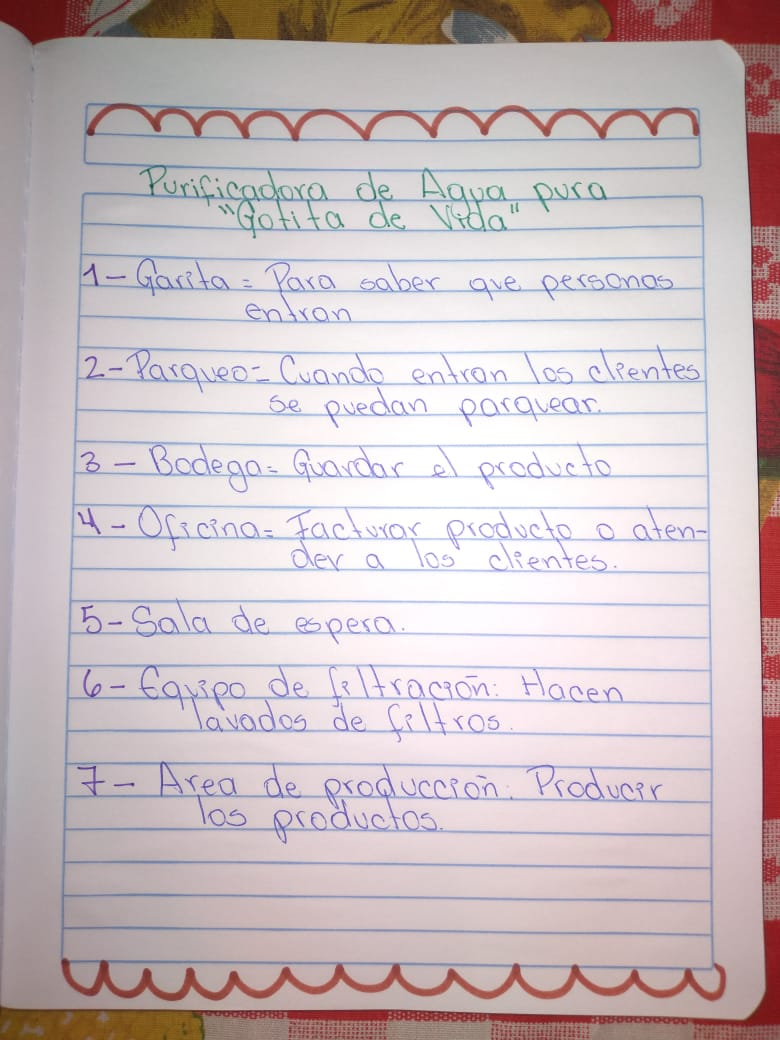 Purificadora de Agua pura
"Gotita de Vida"
1- Garita = Para saber que personas
entran
2- Parqueo = Cuando entran los clientes
se puedan parquear.
3 - Bodega = Guardar el producto
4 - Oficina = Facturar producto o aten-
der a los clientes.
5- Sala de espera.
6- Equipo de filtración: Hacen
lavados de filtros.
7- Area de producción: Producir
los productos.